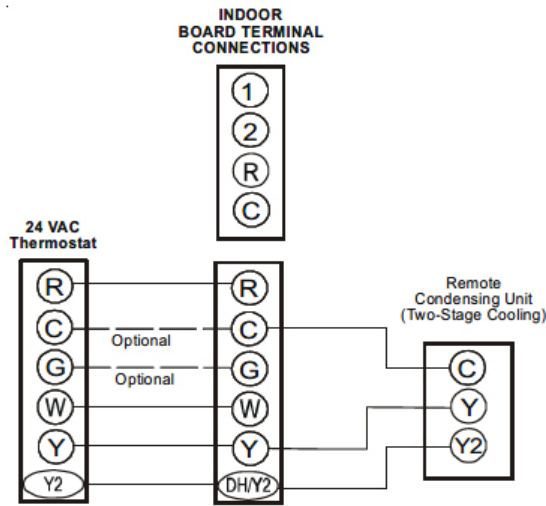 INDOOR
BOARD TERMINAL
CONNECTIONS
1
2
R
C
24 VAC
Thermostat
Remote
Condensing Unit
(Two-Stage Cooling)
R
R
C
Optional
C
C
G
Optional
G
W
W
Y
Y
Y
Y2
Y2
DH/Y2